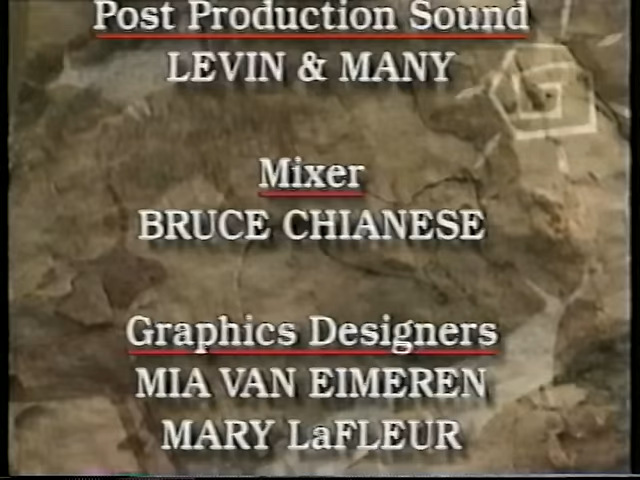 Post Production Sound
LEVIN & MANY
Mixer
BRUCE CHIANESE
Graphics Designers
MIA VAN EIMEREN
MARY LaFLEUR